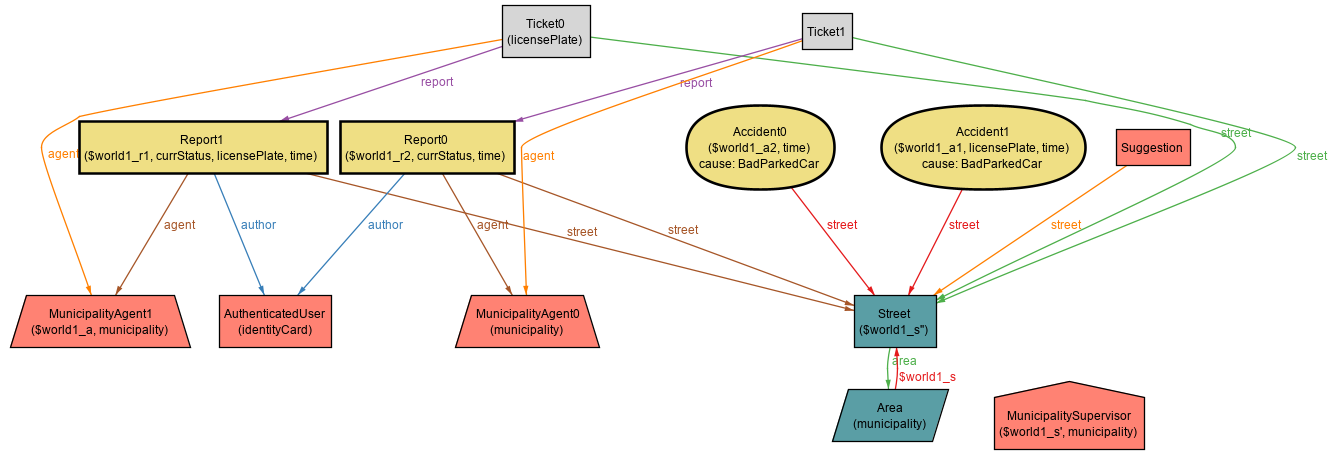 Ticket0
(licensePlate)
Ticket1
report
report
Report1
($world1_r1, currStatus, licensePlate, time)
Report0
($world1_r2, currStatus, time)
Accident0
($world1_a2, time)
cause: BadParkedCar
Accident1
($world1_a1, licensePlate, time)
cause: BadParkedCar
Suggestion
street
street
agent
agent
agent
author
author
agent
street
street
street
street
street
MunicipalityAgent1
($world1_a, municipality)
AuthenticatedUser
(identityCard)
MunicipalityAgent0
(municipality)
Street
($world1_s")
area
$world1_s
Area
(municipality)
MunicipalitySupervisor
($world1_s', municipality)